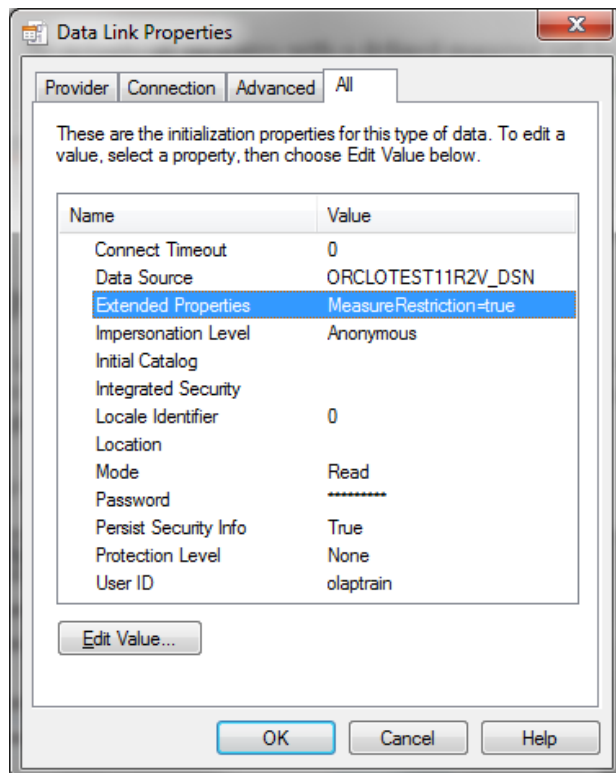 Data Link Properties
Provider Connection Advanced All
These are the initialization properties for this type of data. To edit a
value, select a property, then choose Edit Value below.
Name Value
Connect Timeout 0
Data Source ORCLOTEST11R2V_DSN
Extended Properties MeasureRestriction=true
Impersonation Level Anonymous
Initial Catalog
Integrated Security
Locale Identifier 0
Location
Mode Read
Password *********
Persist Security Info True
Protection Level None
User ID olaptrain
Edit Value...
OK Cancel Help